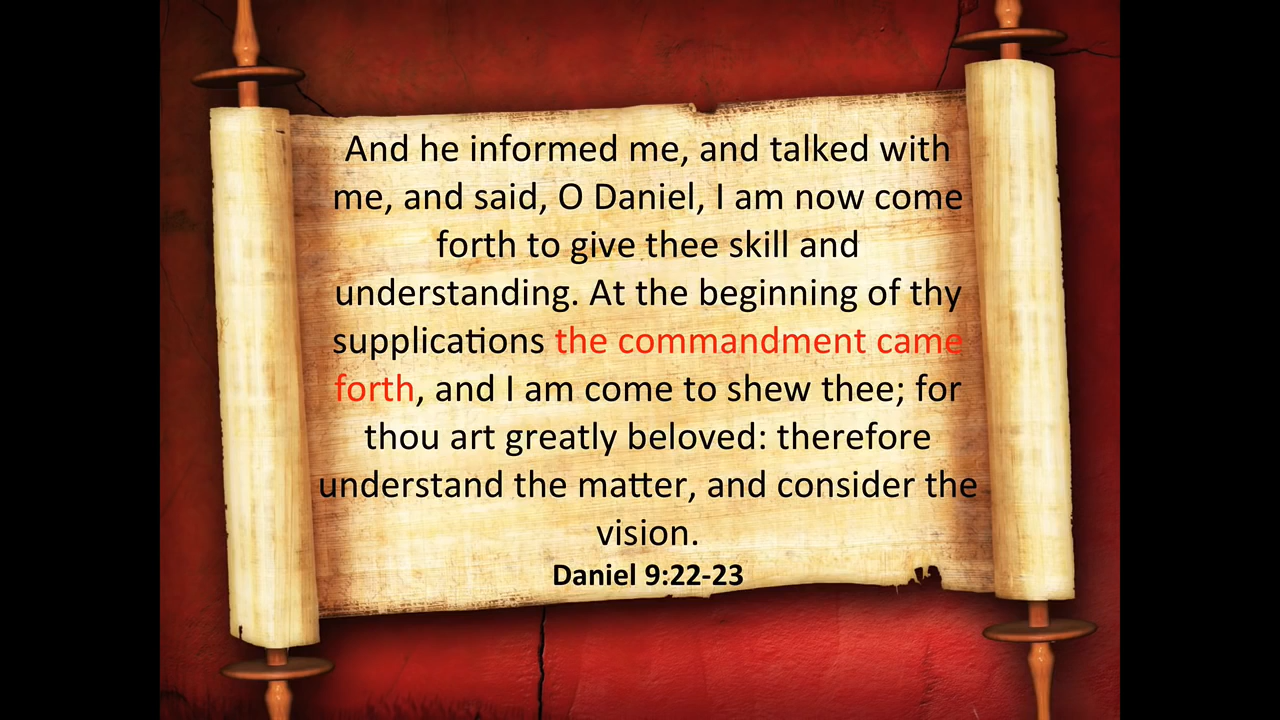 And he informed me, and talked with
me, and said, O Daniel, I am now come
forth to give thee skill and
understanding. At the beginning of thy
supplications the commandment came
forth, and I am come to shew thee; for
thou art greatly beloved: therefore
understand the matter, and consider the
vision.
Daniel 9:22-23